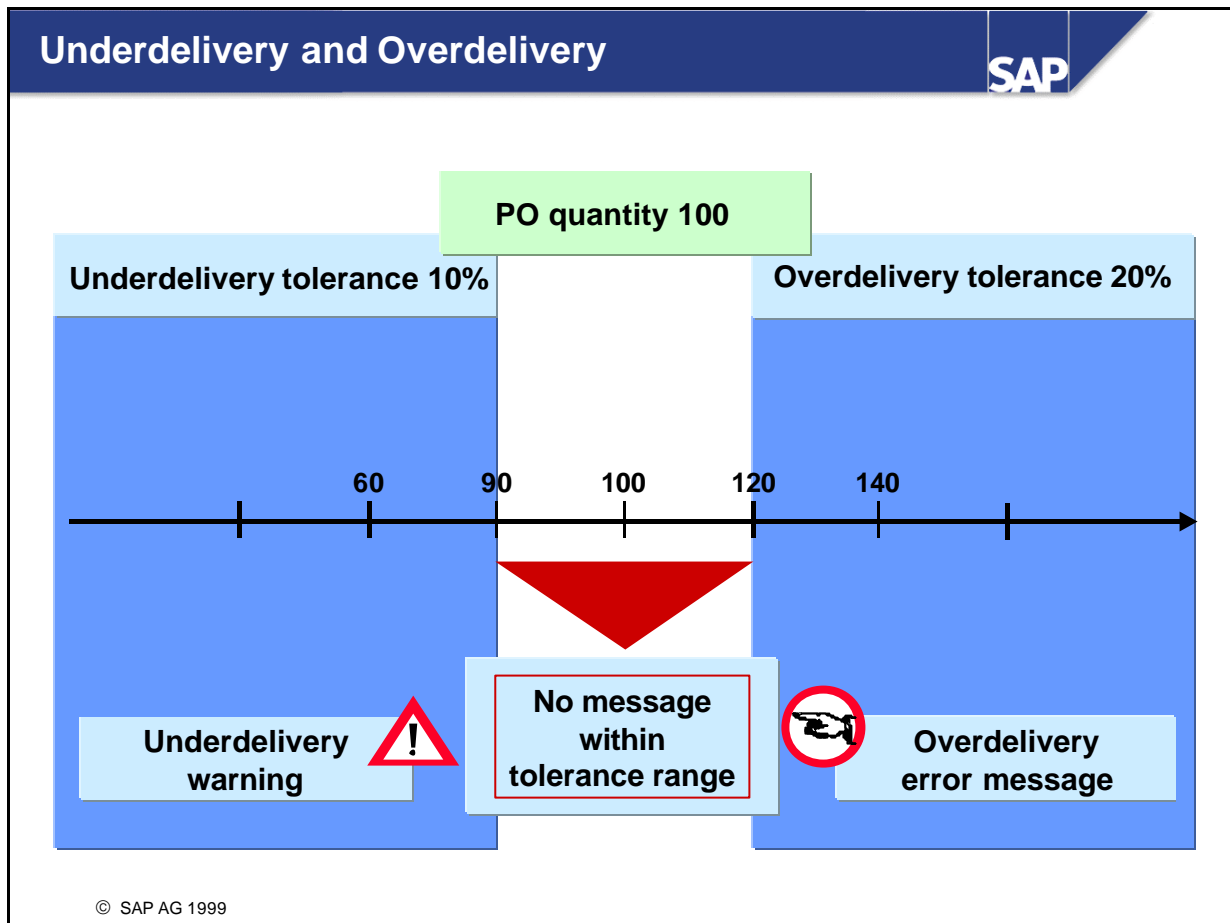 Underdelivery and Overdelivery
SAP
PO quantity 100
Underdelivery tolerance 10%
Overdelivery tolerance 20%
60 90 100 120 140
Underdelivery
warning
!
No message
within
tolerance range
Overdelivery
error message
© SAP AG 1999